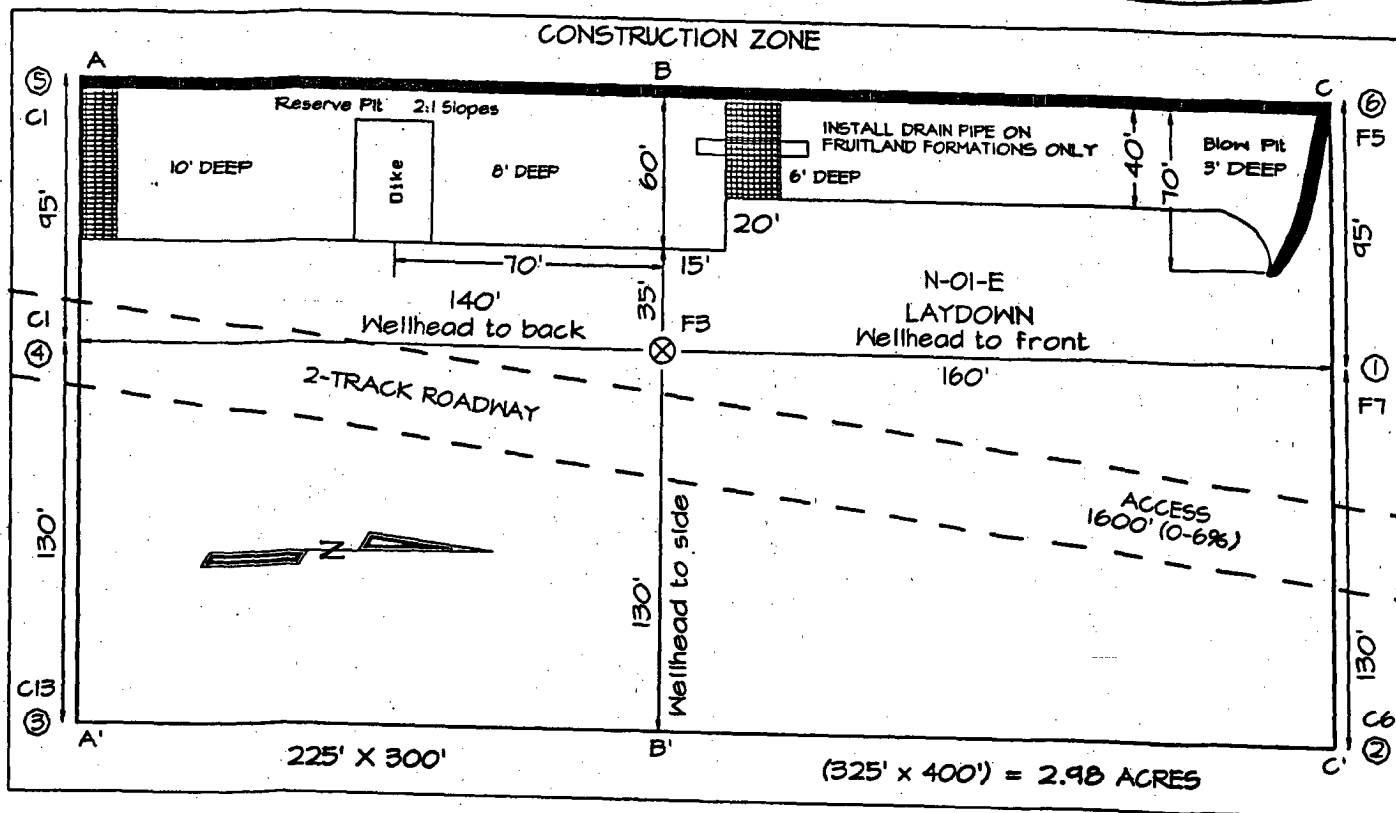 CONSTRUCTION ZONE
A
B
C
5
6
C1
F5
Reserve Pit 2:1 Slopes
INSTALL DRAIN PIPE ON
FRUITLAND FORMATIONS ONLY
Blow Pit
3' DEEP
10' DEEP
Dike
8' DEEP
60'
6' DEEP
40'
70'
95'
95'
20'
70'
15'
N-01-E
LAYDOWN
Wellhead to front
140'
Wellhead to back
35'
F3
C1
4
1
160'
F7
2-TRACK ROADWAY
ACCESS
1600' (0-6%)
N
130'
130'
Wellhead to side
130'
C13
3
C6
2
A'
B'
C'
225' X 300'
(325' x 400') = 2.98 ACRES